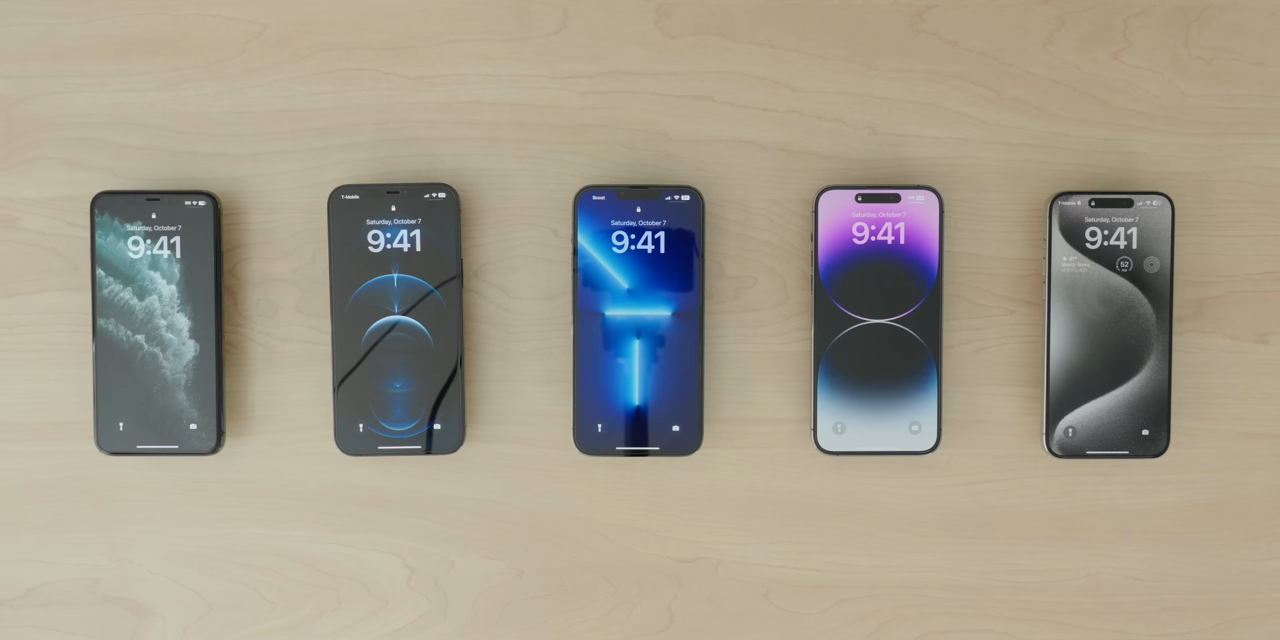 Saturday, October 7
9:41
T-Mobile
Saturday, October 7
9:41
Boost
Saturday, October 7
9:41
Saturday, October 7
9:41
T-Mobile
Saturday, October 7
9:41
52